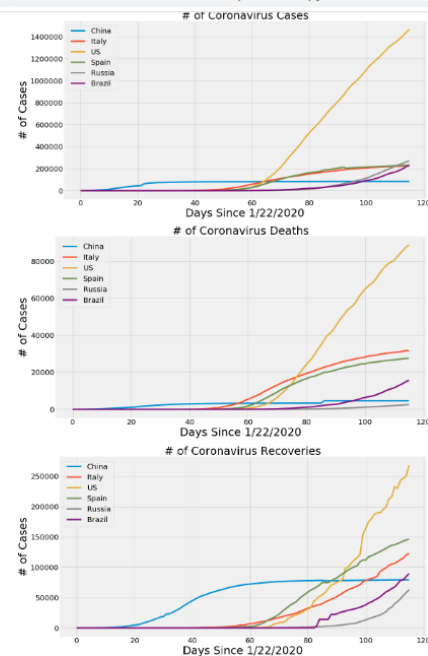 # of Coronavirus Cases
China
Italy
US
Spain
Russia
Brazil
# of Cases
1400000
1200000
1000000
800000
600000
400000
200000
0
0 20 40 60 80 100 120
Days Since 1/22/2020
# of Coronavirus Deaths
China
Italy
US
Spain
Russia
Brazil
# of Cases
80000
60000
40000
20000
0
0 20 40 60 80 100 120
Days Since 1/22/2020
# of Coronavirus Recoveries
China
Italy
US
Spain
Russia
Brazil
# of Cases
250000
200000
150000
100000
50000
0
0 20 40 60 80 100 120
Days Since 1/22/2020